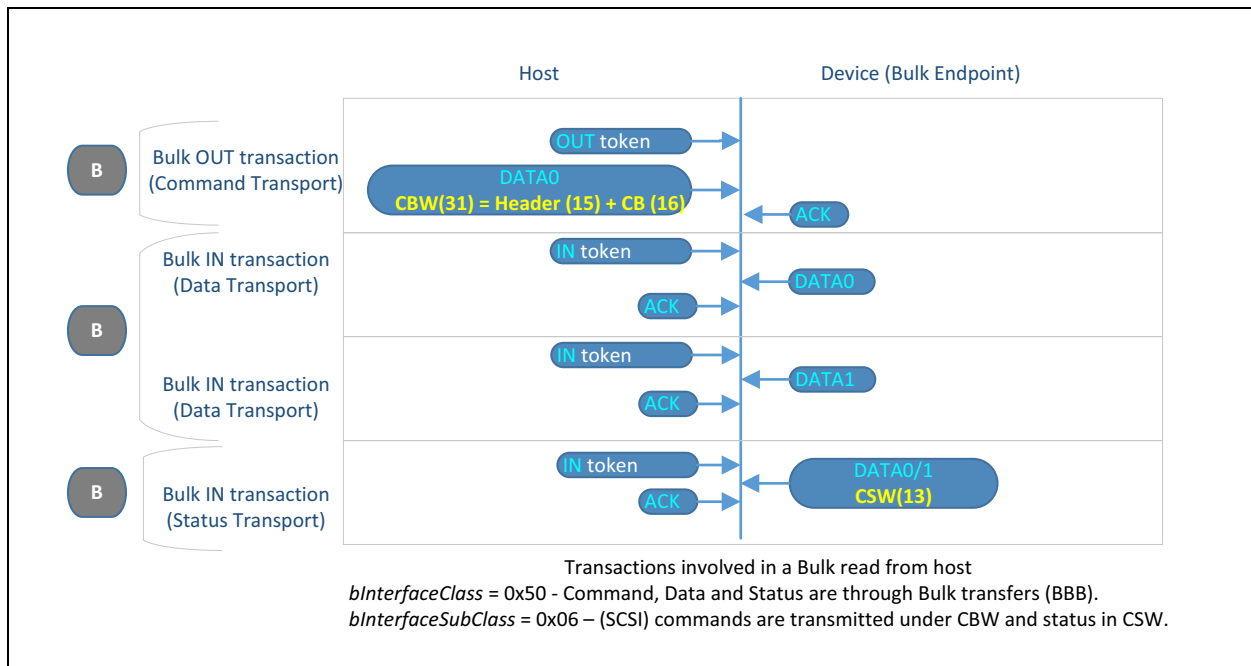 Host
Device (Bulk Endpoint)
B
Bulk OUT transaction
(Command Transport)
OUT token
DATA0
CBW(31) = Header (15) + CB (16)
ACK
B
Bulk IN transaction
(Data Transport)
IN token
DATA0
ACK
Bulk IN transaction
(Data Transport)
IN token
DATA1
ACK
B
Bulk IN transaction
(Status Transport)
IN token
DATA0/1
CSW(13)
ACK
Transactions involved in a Bulk read from host
bInterfaceClass = 0x50 - Command, Data and Status are through Bulk transfers (BBB).
bInterfaceSubClass = 0x06 – (SCSI) commands are transmitted under CBW and status in CSW.